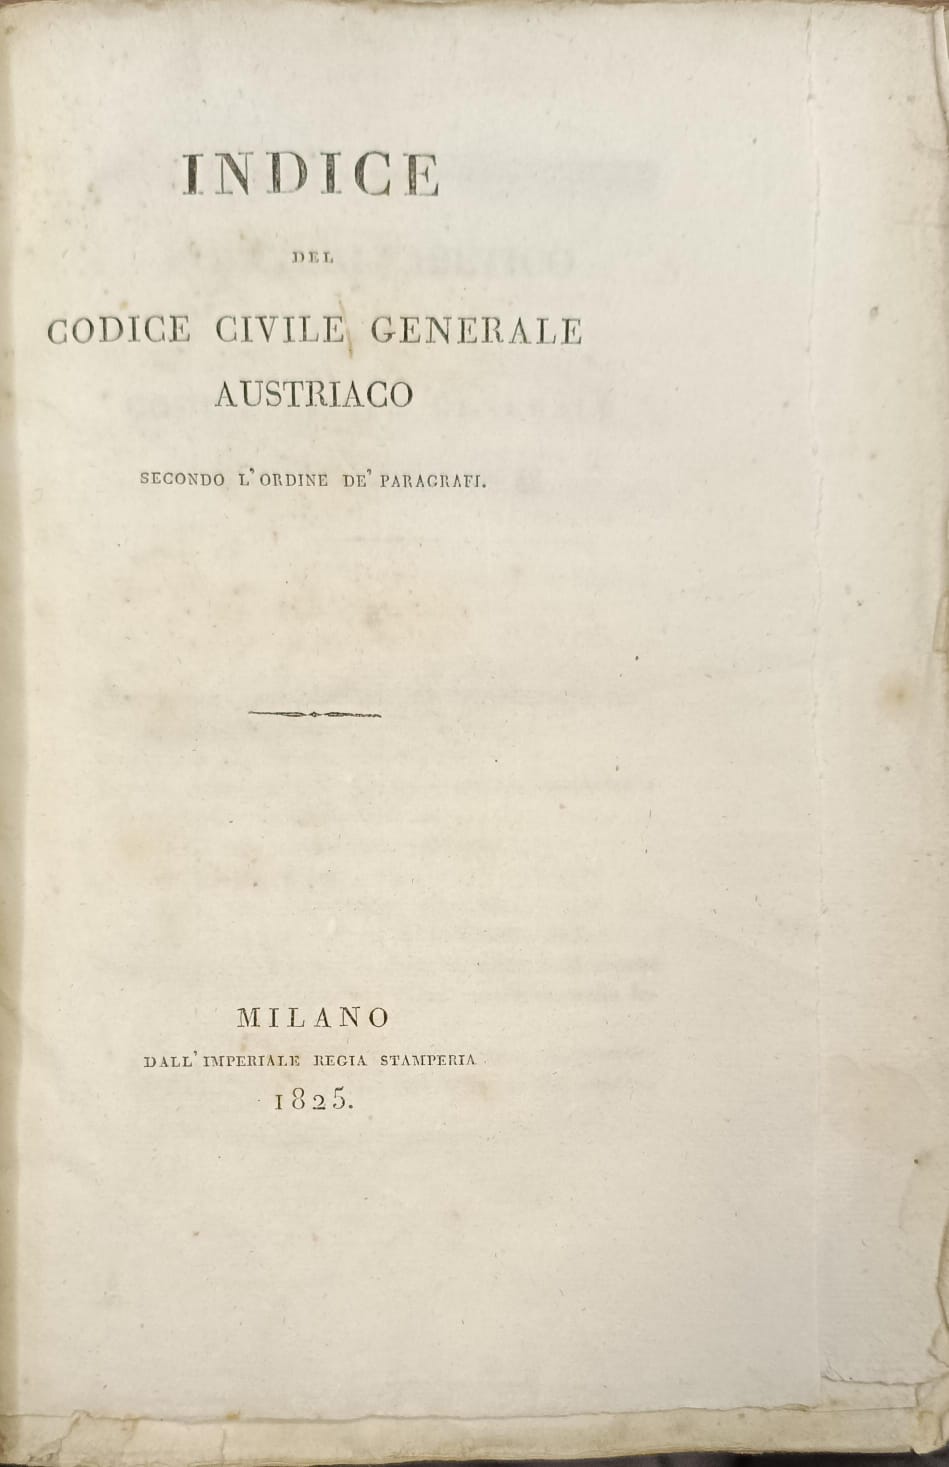 INDICE
DEL
CODICE CIVILE GENERALE
AUSTRIACO
SECONDO L'ORDINE DE' PARAGRAFI.
MILANO
DALL'IMPERIALE REGIA STAMPERIA
1825.